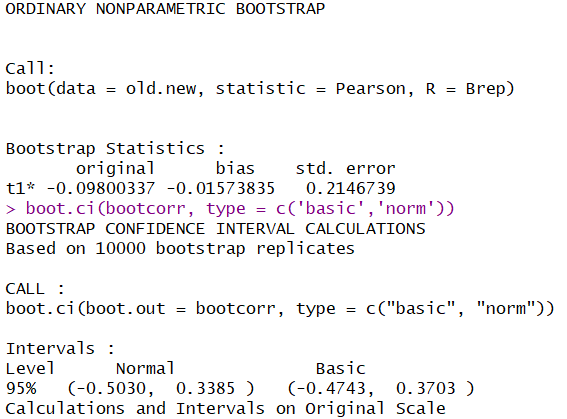 ORDINARY NONPARAMETRIC BOOTSTRAP
Call:
boot(data = old.new, statistic = Pearson, R = Brep)
Bootstrap Statistics :
original bias std. error
t1* -0.09800337 -0.01573835 0.2146739
> boot.ci(bootcorr, type = c('basic','norm'))
BOOTSTRAP CONFIDENCE INTERVAL CALCULATIONS
Based on 10000 bootstrap replicates
CALL :
boot.ci(boot.out = bootcorr, type = c("basic", "norm"))
Intervals :
Level Normal Basic
95% (-0.5030, 0.3385 ) (-0.4743, 0.3703 )
Calculations and Intervals on Original Scale